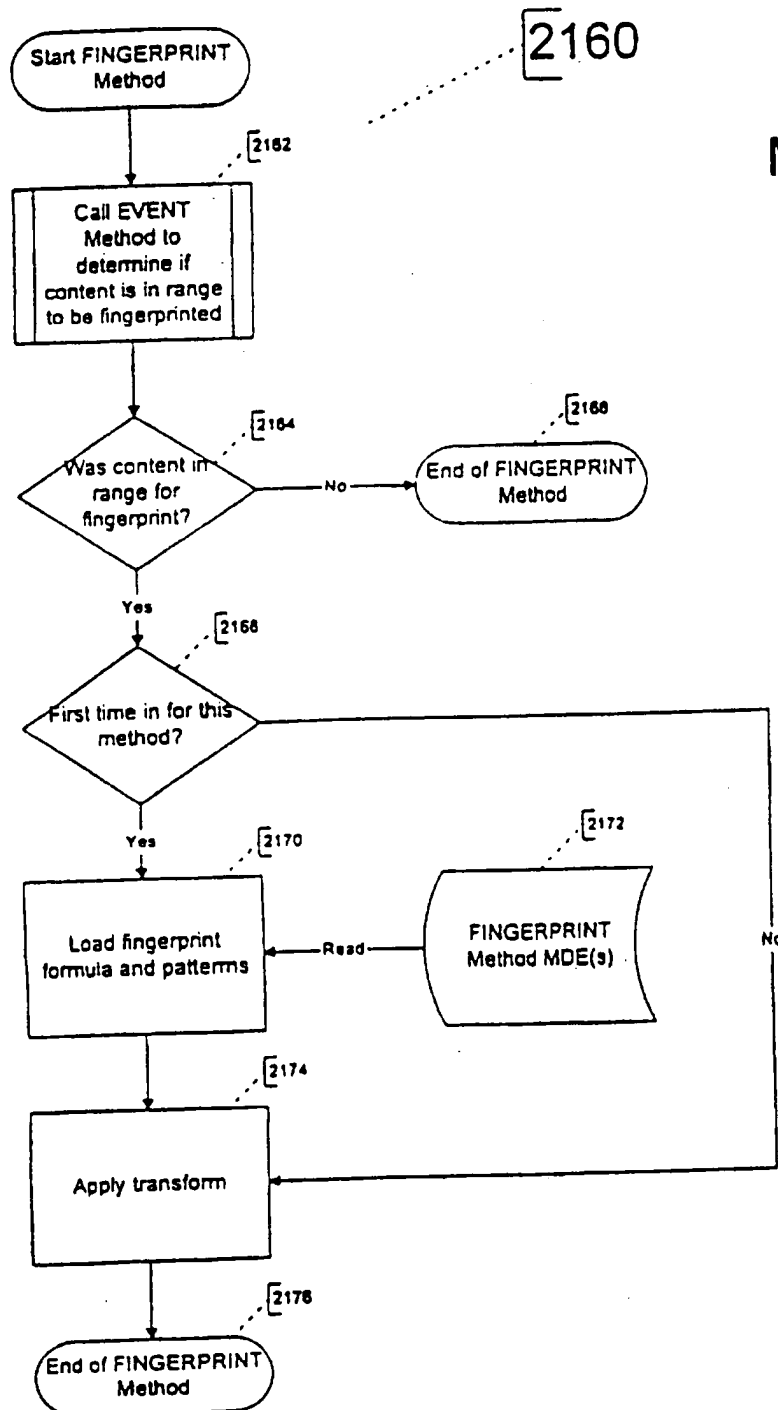 Start FINGERPRINT
Method
2160
2162
Call EVENT
Method to
determine if
content is in range
to be fingerprinted
2164
Was content in
range for
fingerprint?
No
2168
End of FINGERPRINT
Method
Yes
2166
First time in for this
method?
Yes
2170
2172
Load fingerprint
formula and patterms
Read
FINGERPRINT
Method MDE(s)
No
2174
Apply transform
2176
End of FINGERPRINT
Method